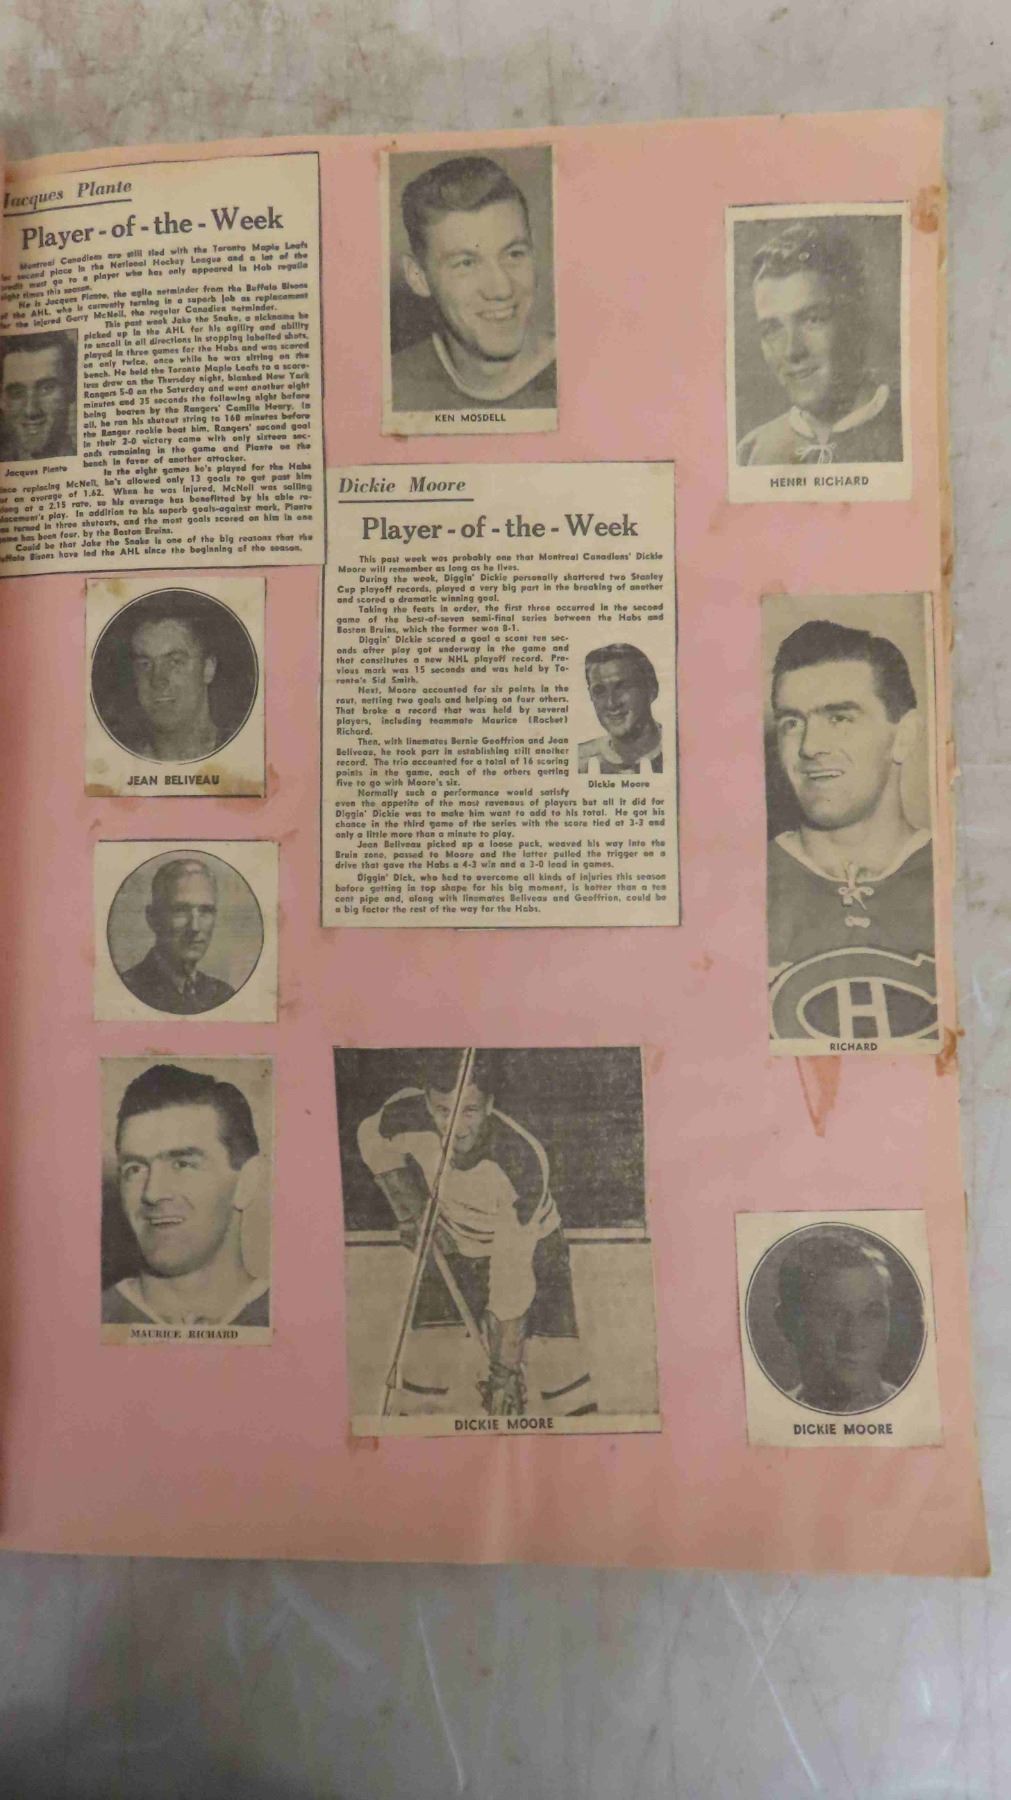 Jacques Plante
Player-of-the-Week
Montreal Canadiens are still tied with the Toronto Maple Leafs
for second place in the National Hockey League and a lot of the
credit must go to a player who has only appeared in Hab regalia
eight times this season.
He is Jacques Plante, the agile netminder from the Buffalo Bisons
of the AHL, who is currently turning in a superb job as replacement
for the injured Gerry McNeil, the regular Canadien netminder.
This past week Jake the Snake, a nickname he
picked up in the AHL for his agility and ability
to uncoil in all directions in stopping labelled shots,
played in three games for the Habs and was scored
on only twice, once while he was sitting on the
bench. He held the Toronto Maple Leafs to a score-
less draw on the Thursday night, blanked New York
Rangers 5-0 on the Saturday and went another eight
minutes and 35 seconds the following night before
being beaten by the Rangers' Camille Henry. In
all, he ran his shutout string to 168 minutes before
the Ranger rookie beat him. Rangers' second goal
in their 2-0 victory came with only sixteen sec-
onds remaining in the game and Plante on the
bench in favor of another attacker.
Jacques Plante
In the eight games he's played for the Habs
since replacing McNeil, he's allowed only 13 goals to get past him
for an average of 1.62. When he was injured, McNeil was sailing
along at a 2.15 rate, so his average has benefitted by his able re-
placement's play. In addition to his superb goals-against mark, Plante
has turned in three shutouts, and the most goals scored on him in one
game has been four, by the Boston Bruins.
Could be that Jake the Snake is one of the big reasons that the
Buffalo Bisons have led the AHL since the beginning of the season.
KEN MOSDELL
HENRI RICHARD
Dickie Moore
Player-of-the-Week
This past week was probably one that Montreal Canadiens' Dickie
Moore will remember as long as he lives.
During the week, Diggin' Dickie personally shattered two Stanley
Cup playoff records, played a very big part in the breaking of another
and scored a dramatic winning goal.
Taking the feats in order, the first three occurred in the second
game of the best-of-seven semi-final series between the Habs and
Boston Bruins, which the former won 8-1.
Diggin' Dickie scored a goal a scant ten sec-
onds after play got underway in the game and
that constitutes a new NHL playoff record. Pre-
vious mark was 15 seconds and was held by To-
ronto's Sid Smith.
Next, Moore accounted for six points in the
rout, netting two goals and helping on four others.
That broke a record that was held by several
players, including teammate Maurice (Rocket)
Richard.
Then, with linemates Bernie Geoffrion and Jean
Beliveau, he took part in establishing still another
record. The trio accounted for a total of 16 scoring
points in the game, each of the others getting
five to go with Moore's six.
Dickie Moore
Normally such a performance would satisfy
even the appetite of the most ravenous of players but all it did for
Diggin' Dickie was to make him want to add to his total. He got his
chance in the third game of the series with the score tied at 3-3 and
only a little more than a minute to play.
Jean Beliveau picked up a loose puck, weaved his way into the
Bruin zone, passed to Moore and the latter pulled the trigger on a
drive that gave the Habs a 4-3 win and a 3-0 lead in games.
Diggin' Dick, who had to overcome all kinds of injuries this season
before getting in top shape for his big moment, is hotter than a ten
cent pipe and, along with linemates Beliveau and Geoffrion, could be
a big factor the rest of the way for the Habs.
JEAN BELIVEAU
RICHARD
MAURICE RICHARD
DICKIE MOORE
DICKIE MOORE